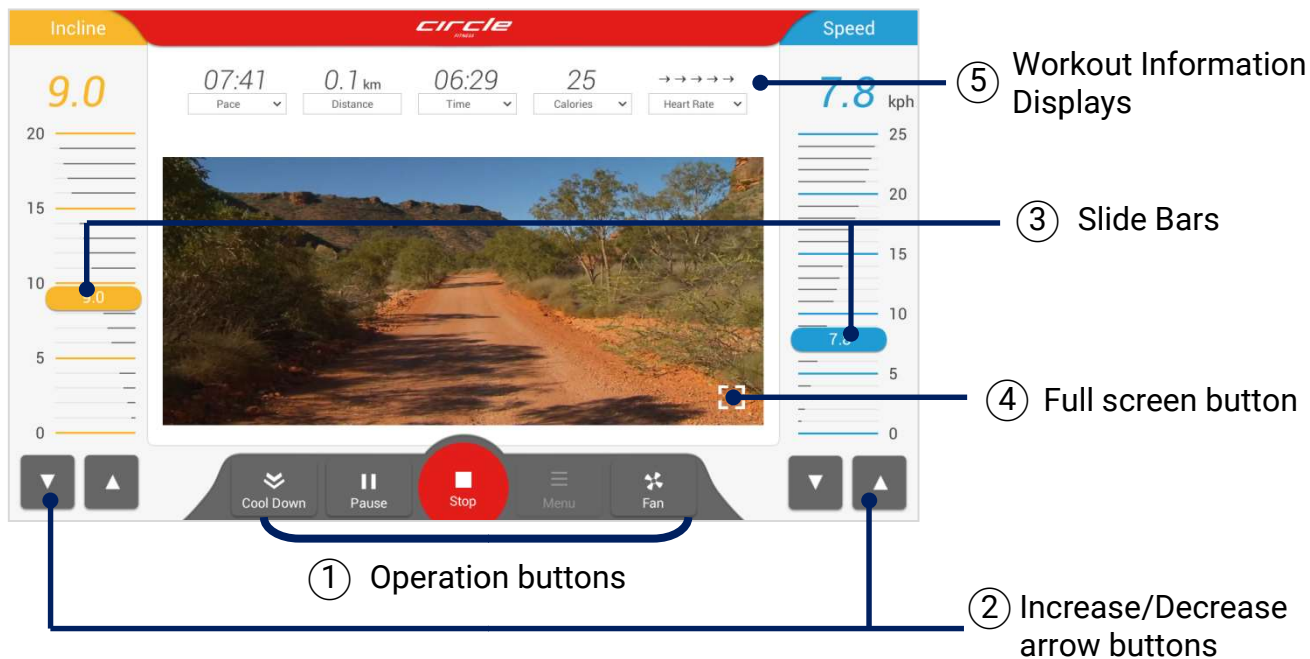 Incline
circle
FITNESS
Speed
9.0
07:41
0.1 km
06:29
25
→→→→→
7.8 kph
Pace
Distance
Time
Calories
Heart Rate
5 Workout Information
Displays
20
15
10
9.0
5
0
25
20
15
10
7.8
5
0
3 Slide Bars
4 Full screen button
Cool Down
Pause
Stop
Menu
Fan
1 Operation buttons
2 Increase/Decrease
arrow buttons